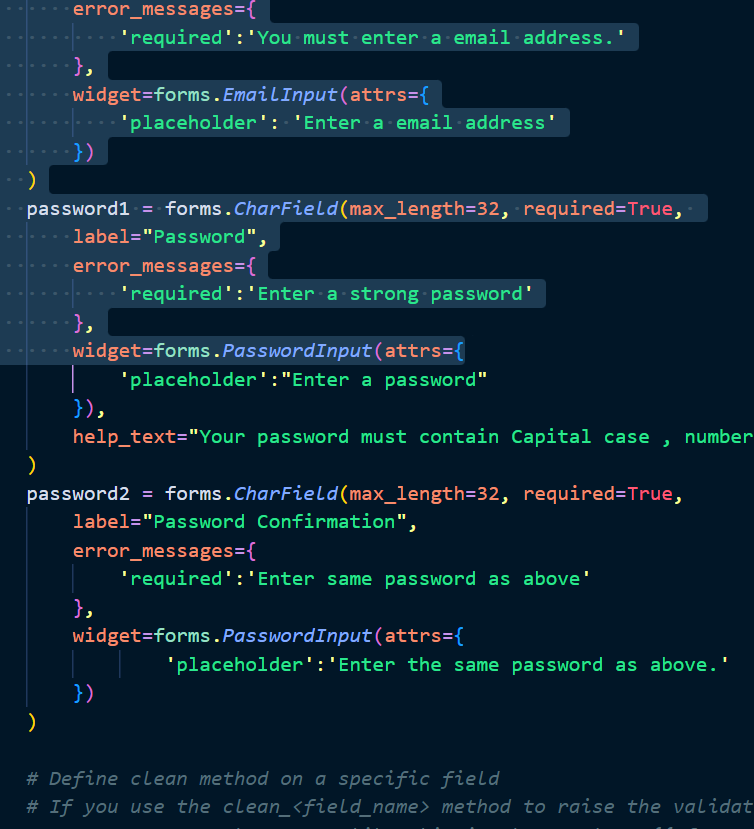 error_messages={
'required':'You must enter a email address.'
},
widget=forms.EmailInput(attrs={
'placeholder': 'Enter a email address'
})
)
password1 = forms.CharField(max_length=32, required=True,
label="Password",
error_messages={
'required':'Enter a strong password'
},
widget=forms.PasswordInput(attrs={
'placeholder':"Enter a password"
}),
help_text="Your password must contain Capital case , number
)
password2 = forms.CharField(max_length=32, required=True,
label="Password Confirmation",
error_messages={
'required':'Enter same password as above'
},
widget=forms.PasswordInput(attrs={
'placeholder':'Enter the same password as above.'
})
)
# Define clean method on a specific field
# If you use the clean_<field_name> method to raise the validat